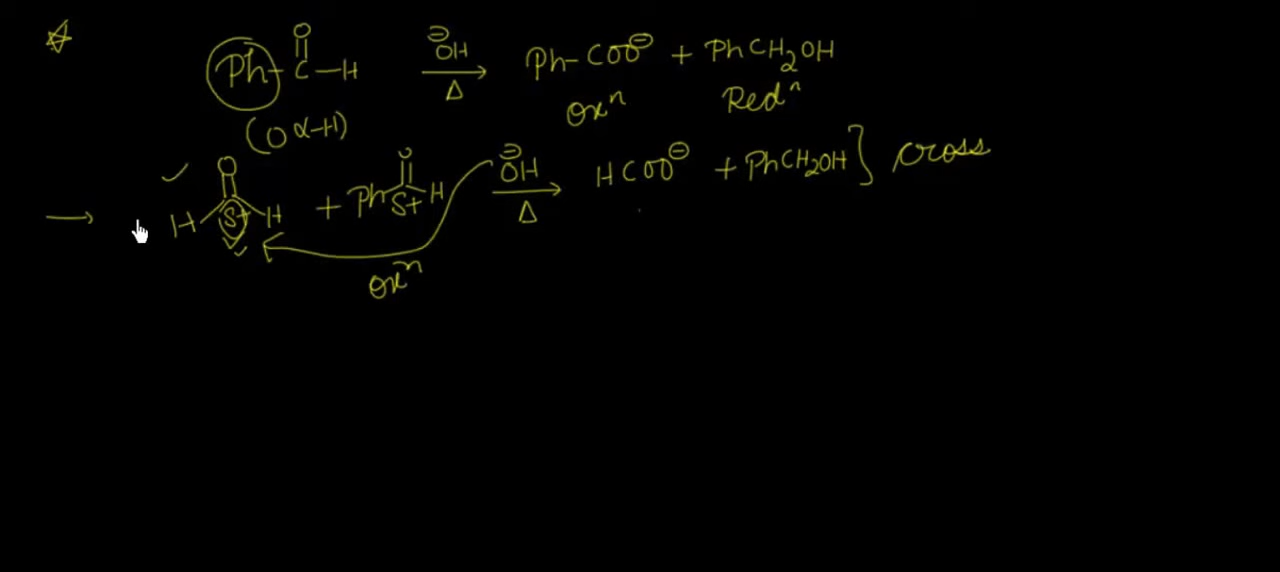 Ph-C(=O)-H ⊖OH Δ → Ph-COO⊖ + PhCH2OH
(0 α-H) Oxn Redn
H-C(=O)-H δ+ + Ph-C(=O)-H δ+ ⊖OH Δ → HCOO⊖ + PhCH2OH ] cross
oxn